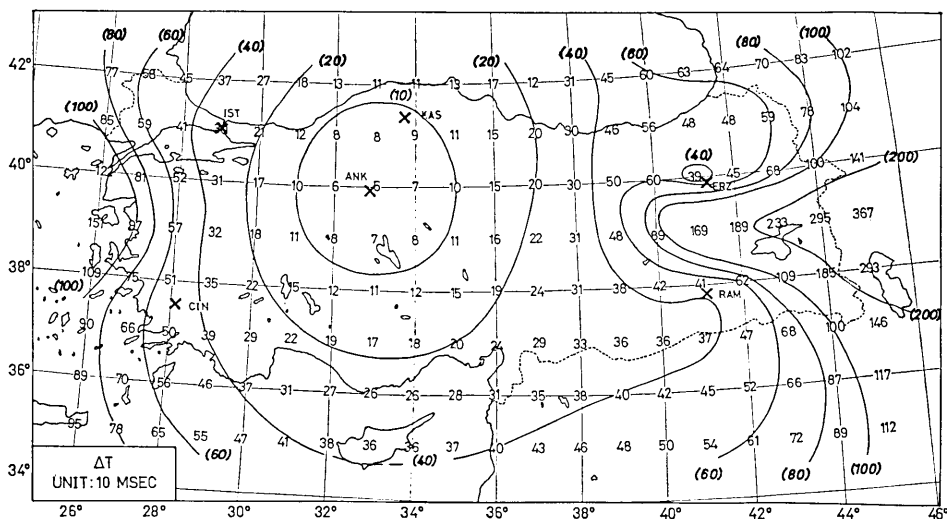 (80) (60) (40) (20) (20) (40) (60) (80) (100)
42° 77 58 45 37 27 18 13 11 11 13 17 12 31 45 60 63 64 70 83 102
(100) 85 59 41 IST 21 12 8 (10) 8 9 KAS 11 15 20 30 46 56 48 48 59 78 104
40° 122 81 52 31 17 10 6 ANK 6 7 10 15 20 30 50 60 (40) 39 ERZ 45 68 100 141 (200)
151 97 57 32 18 11 8 7 8 11 16 22 31 48 89 169 189 233 295 367
38° 109 75 51 35 22 15 12 11 12 15 19 24 31 38 42 41 62 109 185 293
(100) CIN RAM (200)
90 66 50 39 29 22 19 17 18 20 24 29 33 36 36 37 47 68 100 146
36° 89 70 56 46 37 31 27 26 26 28 31 35 38 40 42 45 52 66 87 117
95 78 65 55 47 41 38 36 36 37 40 43 46 48 50 54 61 72 89 112
34° (60) (40) (60) (80) (100)
ΔT
UNIT:10 MSEC
26° 28° 30° 32° 34° 36° 38° 40° 42° 44° 46°